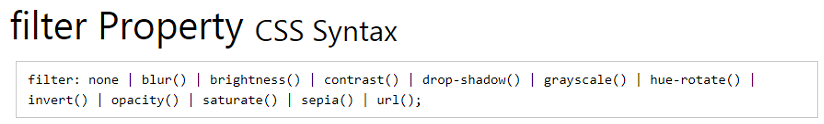 filter Property CSS Syntax
filter: none | blur() | brightness() | contrast() | drop-shadow() | grayscale() | hue-rotate() |
invert() | opacity() | saturate() | sepia() | url();